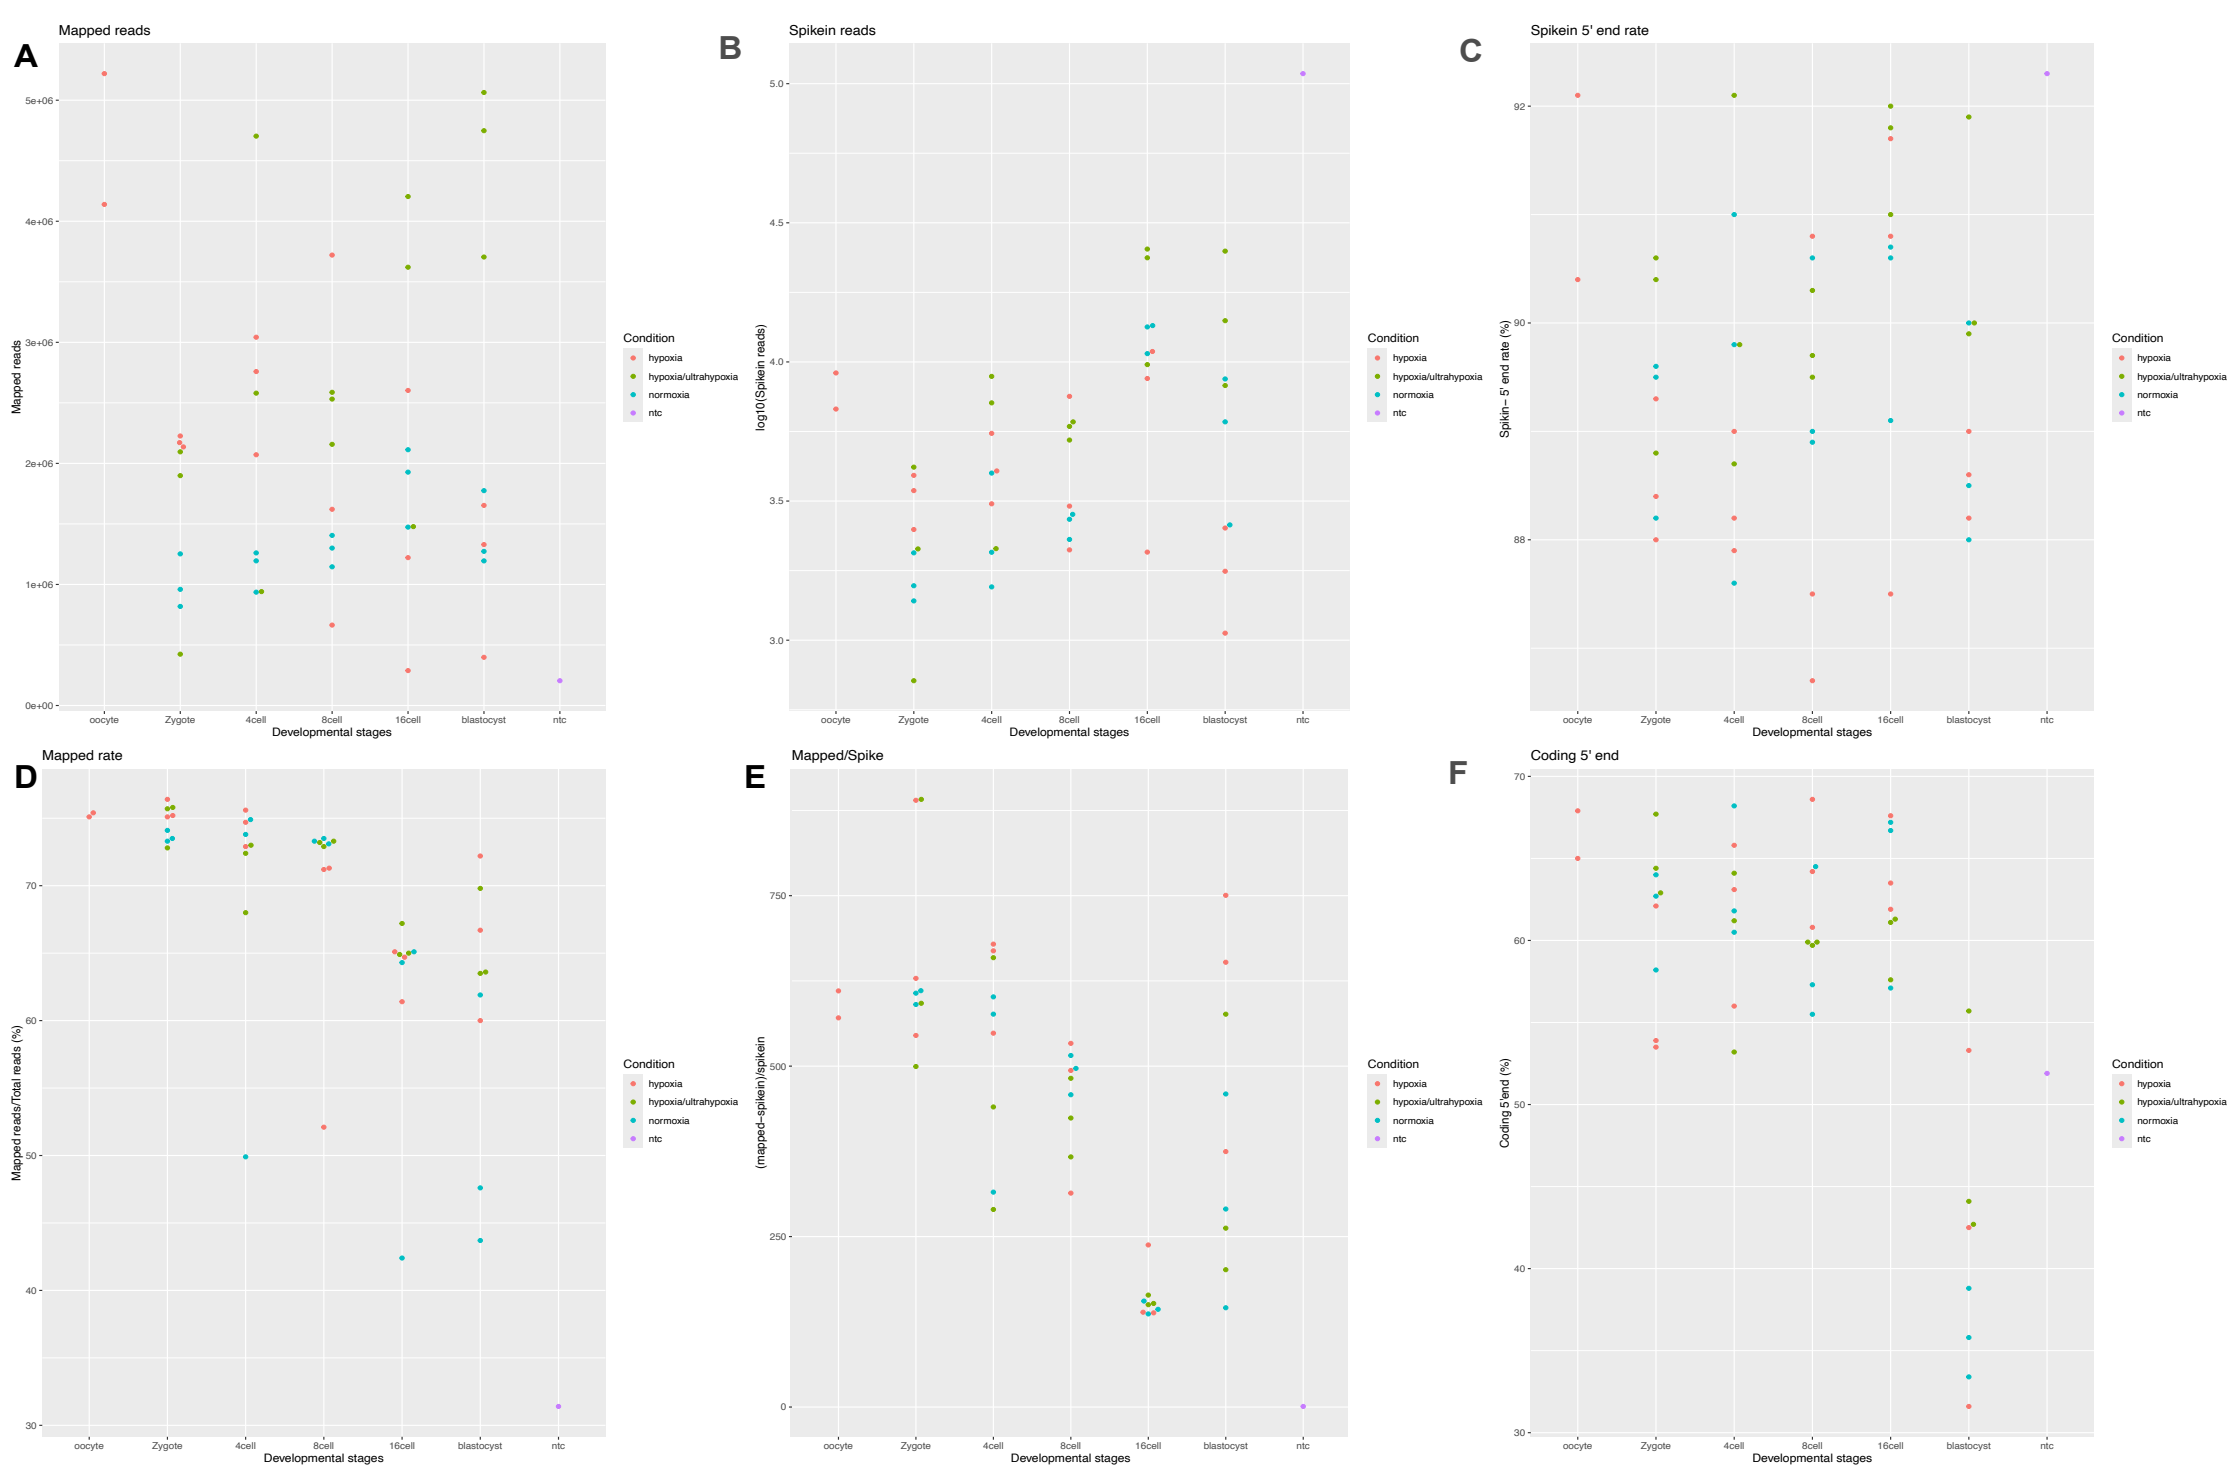 A
Mapped reads
Mapped reads
5e+06
4e+06
3e+06
2e+06
1e+06
0e+00
oocyte
Zygote
4cell
8cell
16cell
blastocyst
ntc
Developmental stages
Condition
hypoxia
hypoxia/ultrahypoxia
normoxia
ntc
B
Spikein reads
log10(Spikein reads)
5.0
4.5
4.0
3.5
3.0
oocyte
Zygote
4cell
8cell
16cell
blastocyst
ntc
Developmental stages
Condition
hypoxia
hypoxia/ultrahypoxia
normoxia
ntc
C
Spikein 5' end rate
Spikin− 5' end rate (%)
92
90
88
oocyte
Zygote
4cell
8cell
16cell
blastocyst
ntc
Developmental stages
Condition
hypoxia
hypoxia/ultrahypoxia
normoxia
ntc
D
Mapped rate
Mapped reads/Total reads (%)
70
60
50
40
30
oocyte
Zygote
4cell
8cell
16cell
blastocyst
ntc
Developmental stages
Condition
hypoxia
hypoxia/ultrahypoxia
normoxia
ntc
E
Mapped/Spike
(mapped−spikein)/spikein
750
500
250
0
oocyte
Zygote
4cell
8cell
16cell
blastocyst
ntc
Developmental stages
Condition
hypoxia
hypoxia/ultrahypoxia
normoxia
ntc
F
Coding 5' end
Coding 5'end (%)
70
60
50
40
30
oocyte
Zygote
4cell
8cell
16cell
blastocyst
ntc
Developmental stages
Condition
hypoxia
hypoxia/ultrahypoxia
normoxia
ntc